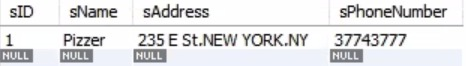 sID sName sAddress sPhoneNumber
1 Pizzer 235 E St.NEW YORK.NY 37743777
NULL NULL NULL NULL